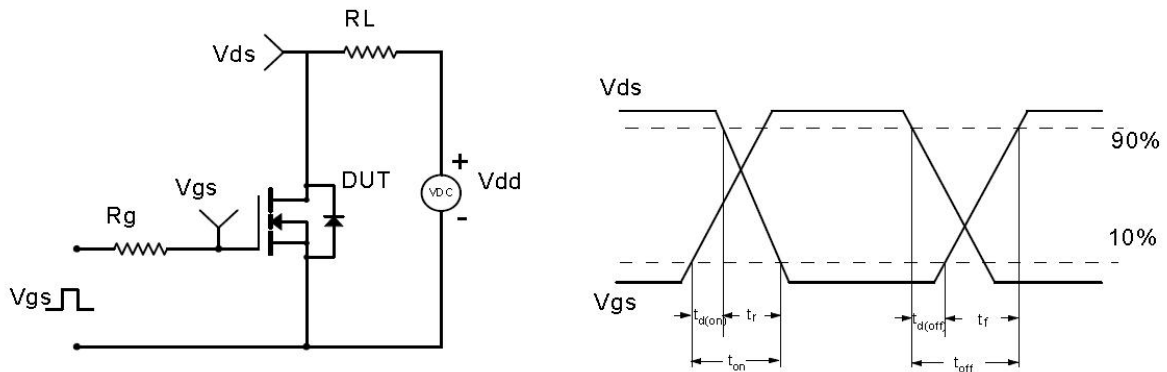 RL
Vds
Vgs
DUT
Rg
VDC
+
-
Vdd
Vgs
Vds
90%
10%
Vgs
td(on)
tr
td(off)
tf
ton
toff